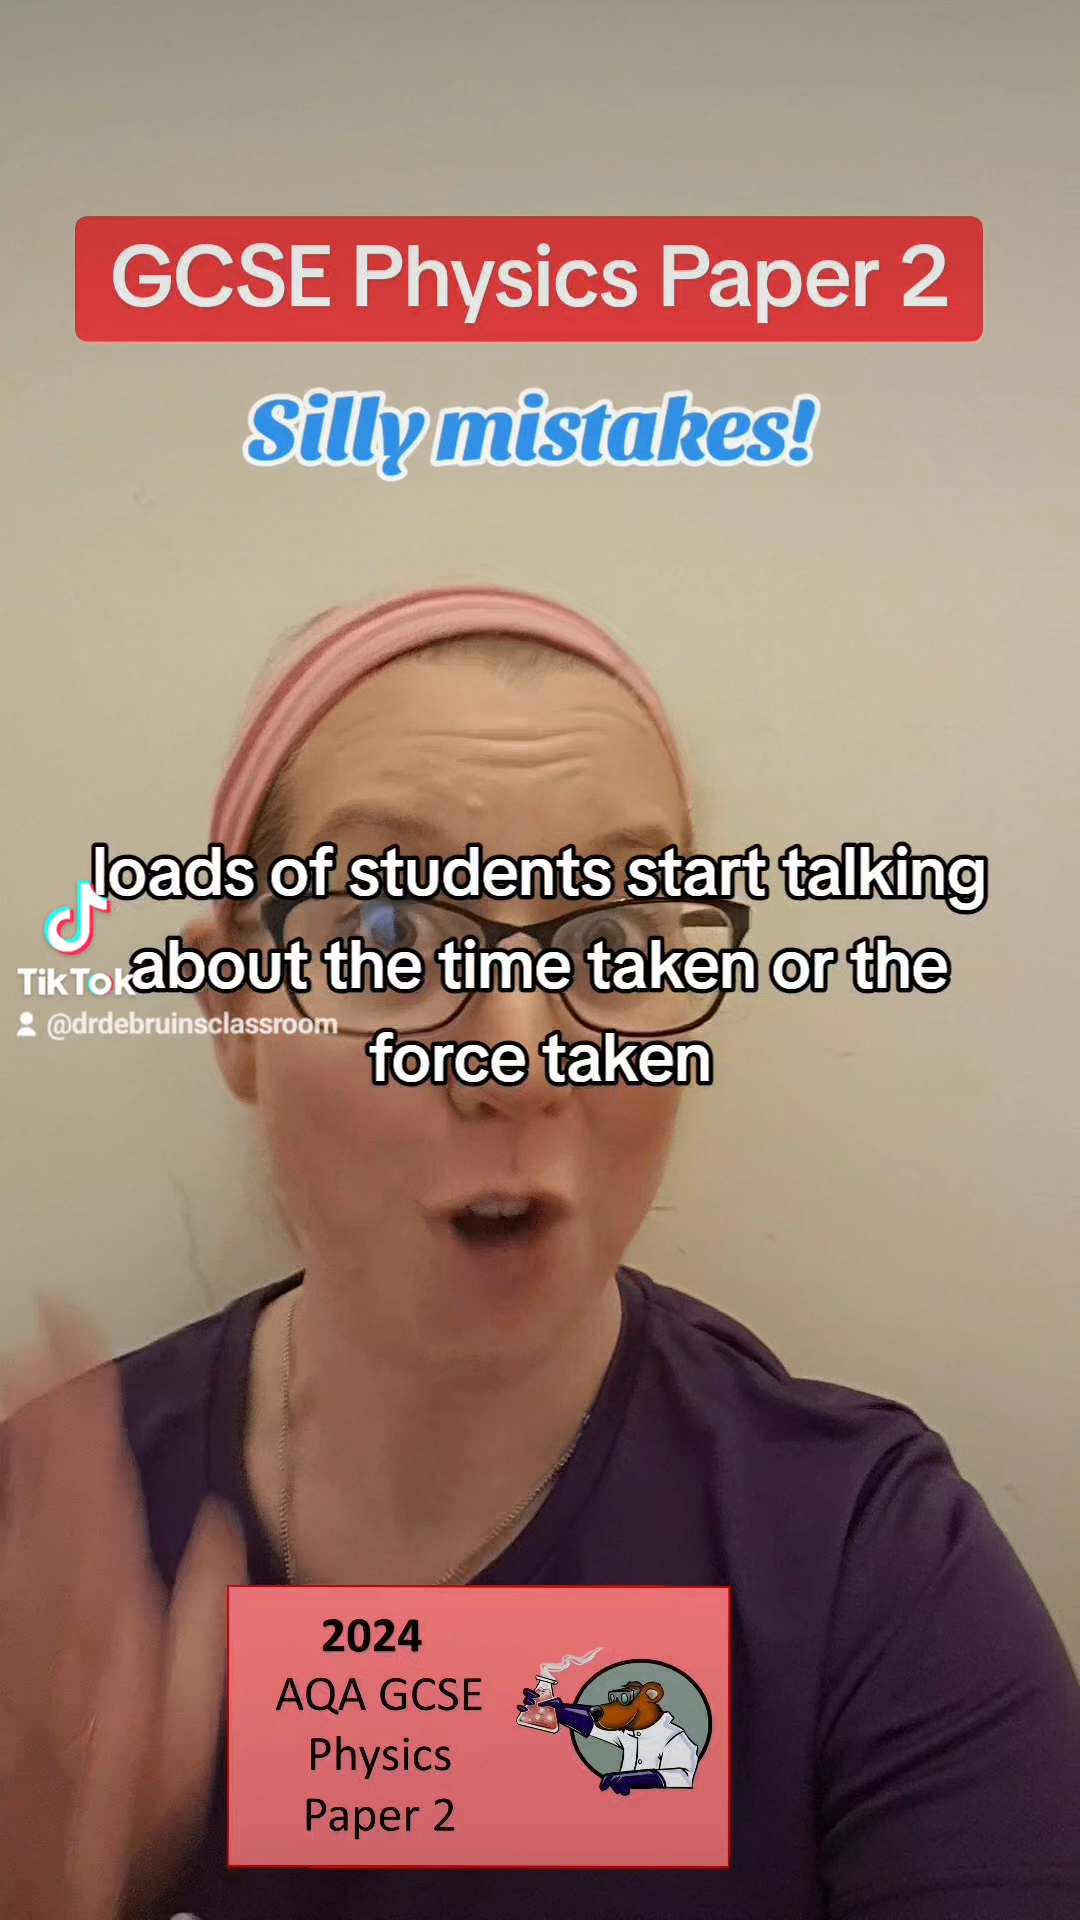 GCSE Physics Paper 2
Silly mistakes!
loads of students start talking
about the time taken or the
force taken
TikTok
@drdebruinsclassroom
2024
AQA GCSE
Physics
Paper 2